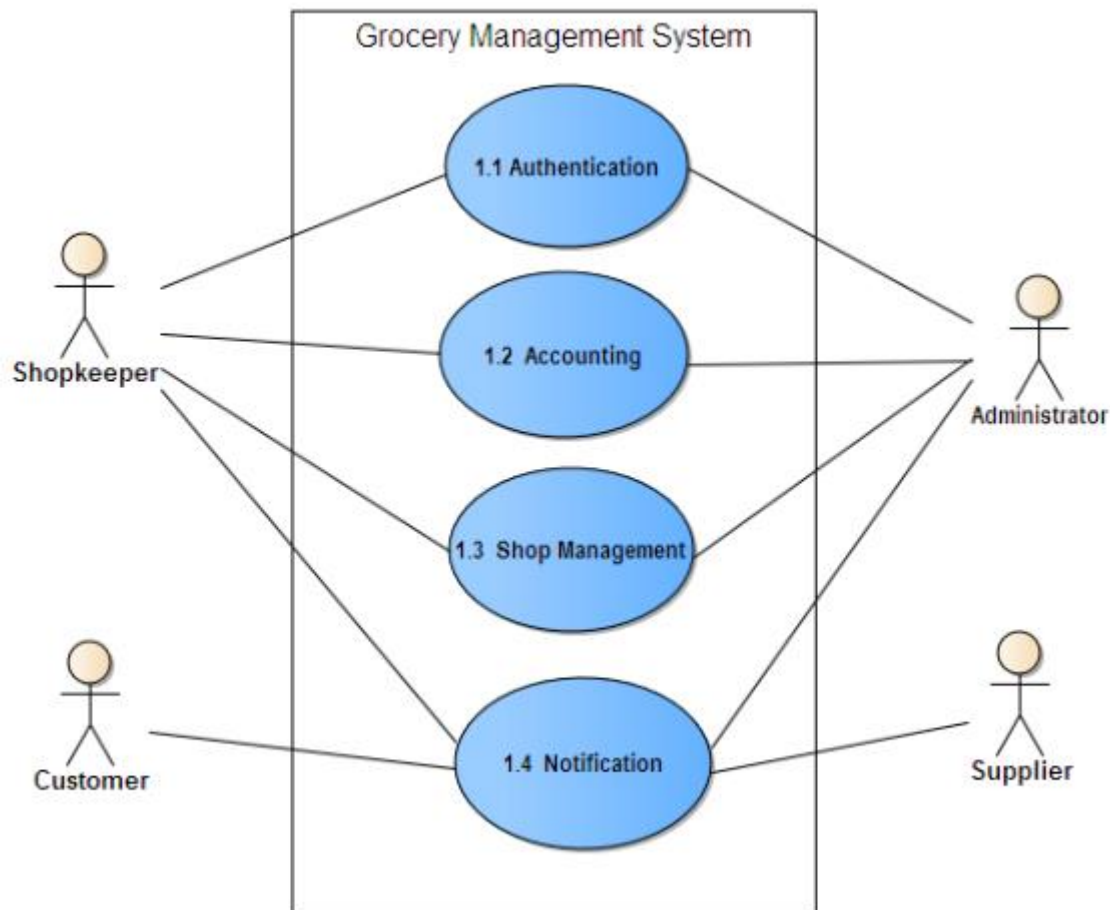 Grocery Management System
1.1 Authentication
1.2 Accounting
Shopkeeper
Administrator
1.3 Shop Management
1.4 Notification
Customer
Supplier